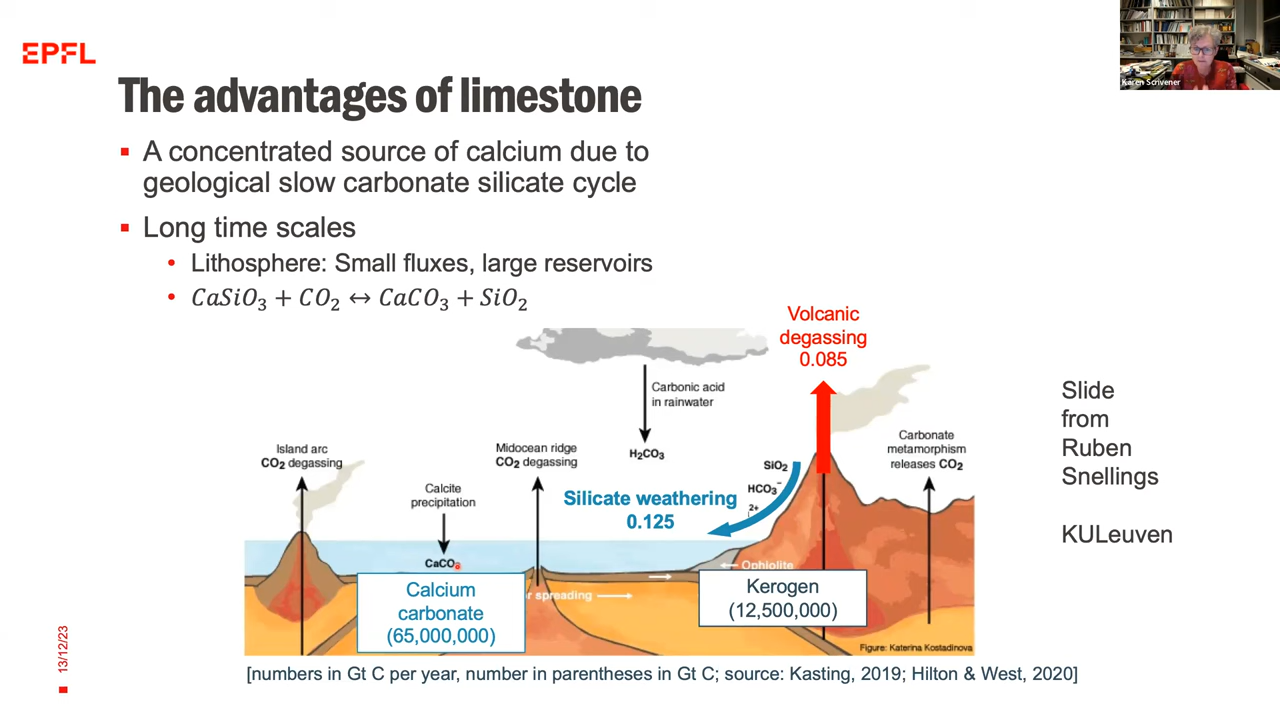 EPFL
Karen Scrivener
The advantages of limestone
▪ A concentrated source of calcium due to
geological slow carbonate silicate cycle
▪ Long time scales
• Lithosphere: Small fluxes, large reservoirs
• CaSiO₃ + CO₂ ↔ CaCO₃ + SiO₂
Volcanic
degassing
0.085
Carbonic acid
in rainwater
H₂CO₃
Island arc
CO₂ degassing
Midocean ridge
CO₂ degassing
Carbonate
metamorphism
releases CO₂
Calcite
precipitation
CaCO₃
Silicate weathering
0.125
SiO₂
HCO₃⁻
2+
Ophiolite
r spreading
Calcium
carbonate
(65,000,000)
Kerogen
(12,500,000)
Figure: Katerina Kostadinova
Slide
from
Ruben
Snellings
KULeuven
[numbers in Gt C per year, number in parentheses in Gt C; source: Kasting, 2019; Hilton & West, 2020]
13/12/23